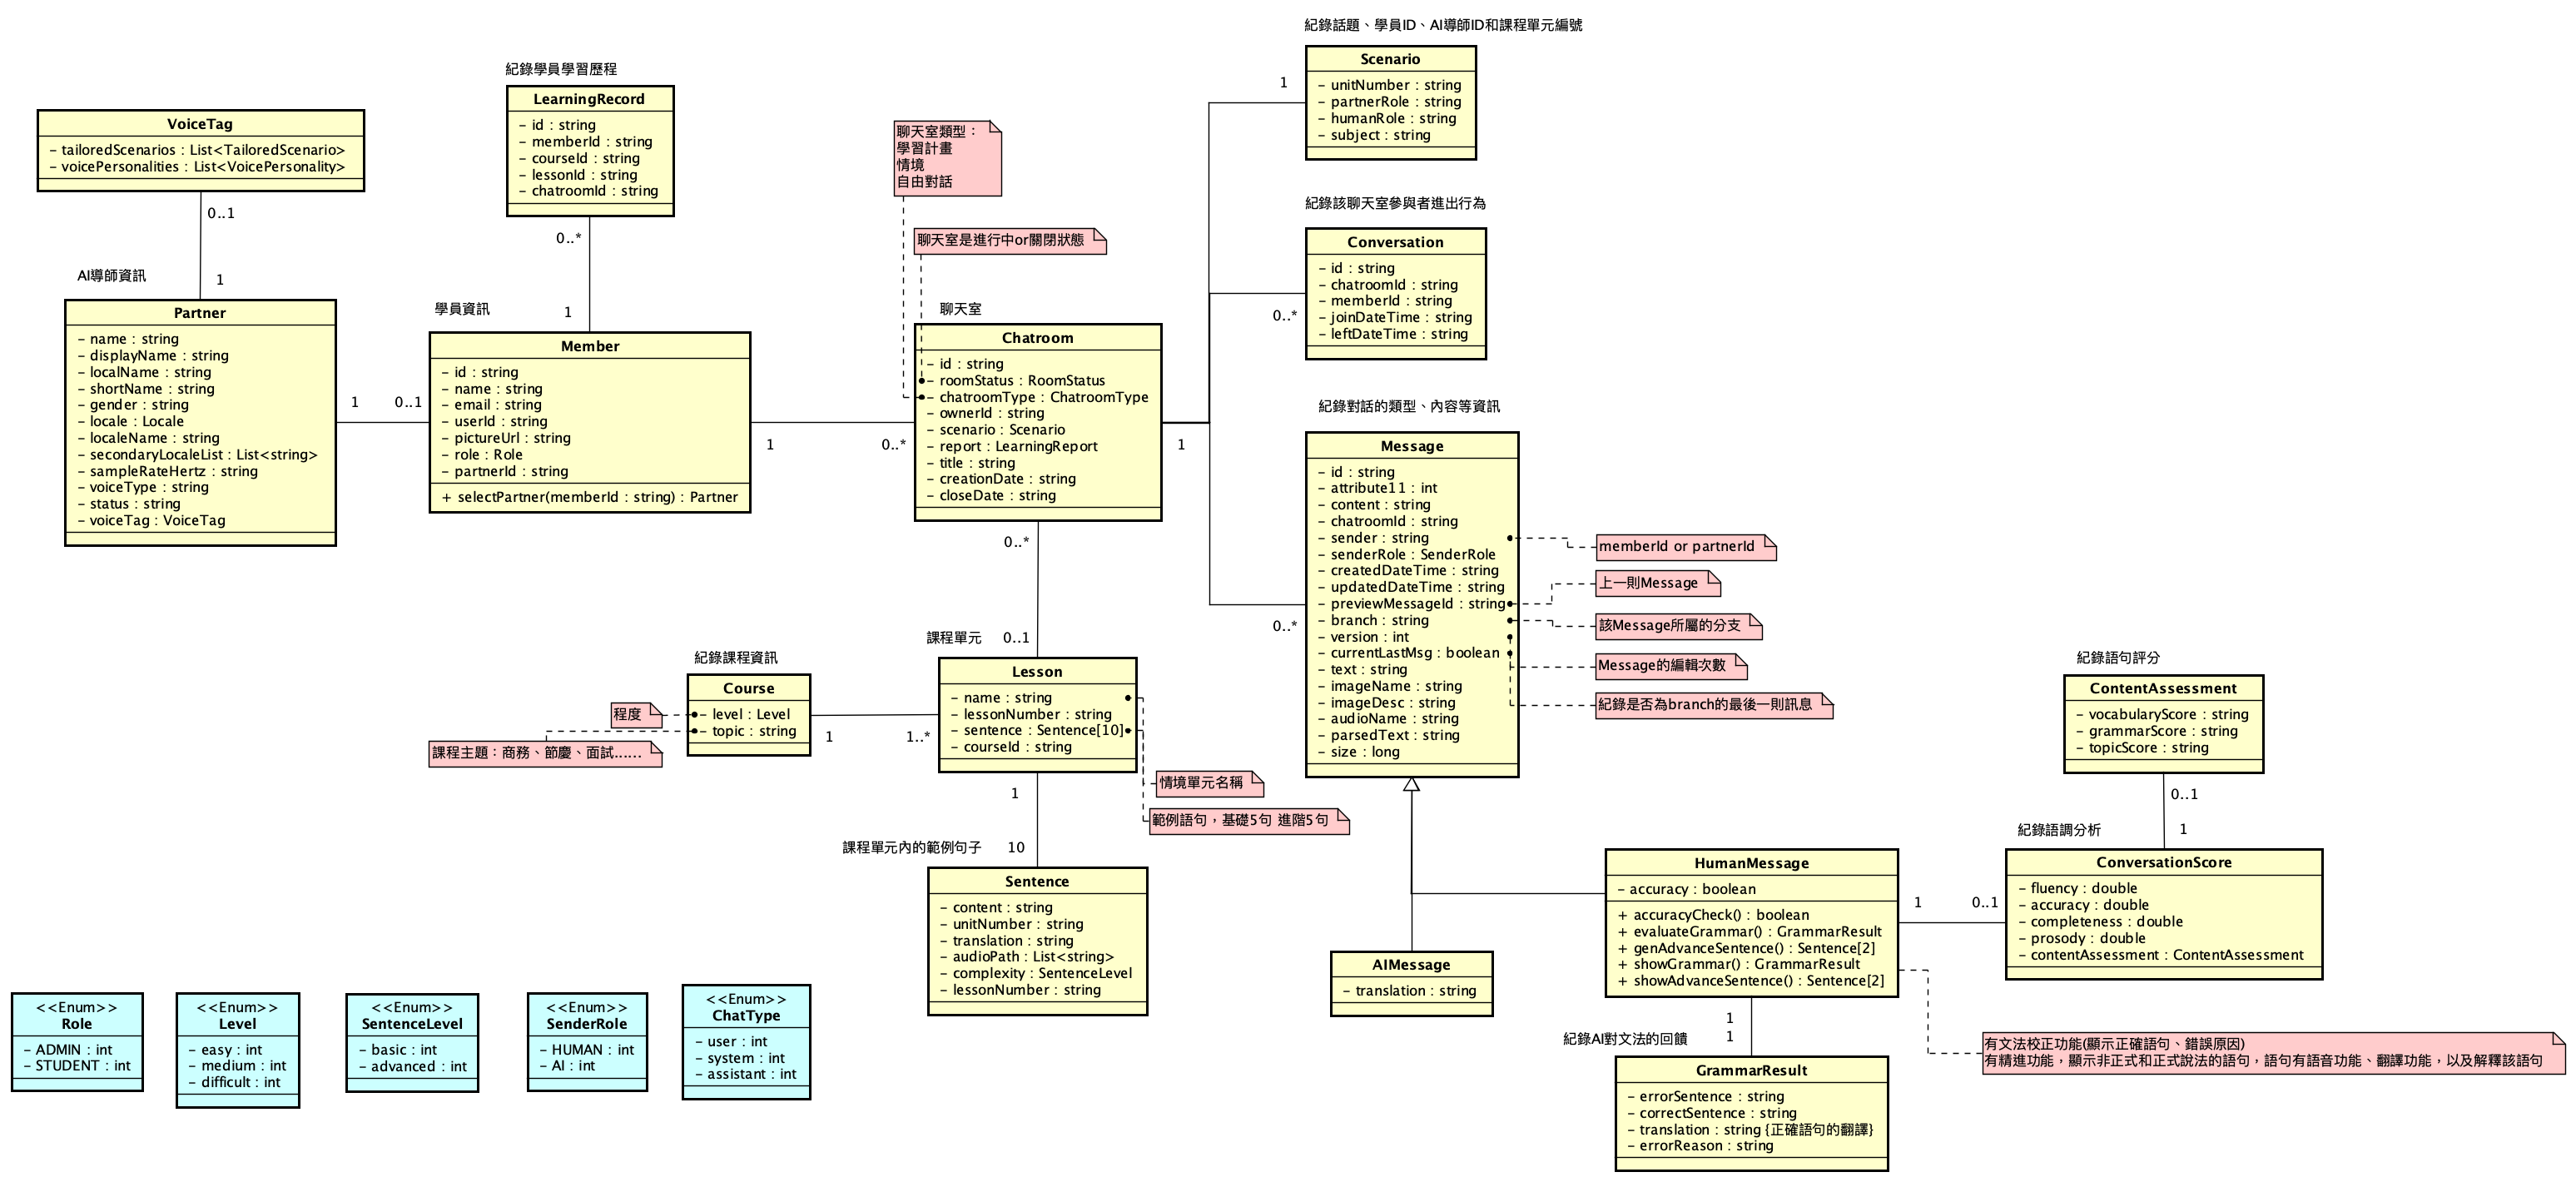 紀錄話題、學員ID、AI導師ID和課程單元編號
Scenario
- unitNumber : string
- partnerRole : string
- humanRole : string
- subject : string
1
紀錄學員學習歷程
LearningRecord
- id : string
- memberId : string
- courseId : string
- lessonId : string
- chatroomId : string
0..*
1
VoiceTag
- tailoredScenarios : List<TailoredScenario>
- voicePersonalities : List<VoicePersonality>
0..1
1
聊天室類型：
學習計畫
情境
自由對話
聊天室是進行中or關閉狀態
紀錄該聊天室參與者進出行為
Conversation
- id : string
- chatroomId : string
- memberId : string
- joinDateTime : string
- leftDateTime : string
0..*
AI導師資訊
Partner
- name : string
- displayName : string
- localName : string
- shortName : string
- gender : string
- locale : Locale
- localeName : string
- secondaryLocaleList : List<string>
- sampleRateHertz : string
- voiceType : string
- status : string
- voiceTag : VoiceTag
1
0..1
學員資訊
Member
- id : string
- name : string
- email : string
- userId : string
- pictureUrl : string
- role : Role
- partnerId : string
+ selectPartner(memberId : string) : Partner
1
0..*
聊天室
Chatroom
- id : string
- roomStatus : RoomStatus
- chatroomType : ChatroomType
- ownerId : string
- scenario : Scenario
- report : LearningReport
- title : string
- creationDate : string
- closeDate : string
1
0..*
0..1
紀錄對話的類型、內容等資訊
Message
- id : string
- attribute11 : int
- content : string
- chatroomId : string
- sender : string
- senderRole : SenderRole
- createdDateTime : string
- updatedDateTime : string
- previewMessageId : string
- branch : string
- version : int
- currentLastMsg : boolean
- text : string
- imageName : string
- imageDesc : string
- audioName : string
- parsedText : string
- size : long
0..*
memberId or partnerId
上一則Message
該Message所屬的分支
Message的編輯次數
紀錄是否為branch的最後一則訊息
紀錄課程資訊
Course
- level : Level
- topic : string
程度
課程主題：商務、節慶、面試......
1
1..*
課程單元
Lesson
- name : string
- lessonNumber : string
- sentence : Sentence[10]
- courseId : string
情境單元名稱
範例語句，基礎5句 進階5句
1
10
課程單元內的範例句子
Sentence
- content : string
- unitNumber : string
- translation : string
- audioPath : List<string>
- complexity : SentenceLevel
- lessonNumber : string
紀錄語句評分
ContentAssessment
- vocabularyScore : string
- grammarScore : string
- topicScore : string
0..1
1
紀錄語調分析
ConversationScore
- fluency : double
- accuracy : double
- completeness : double
- prosody : double
- contentAssessment : ContentAssessment
1
0..1
HumanMessage
- accuracy : boolean
+ accuracyCheck() : boolean
+ evaluateGrammar() : GrammarResult
+ genAdvanceSentence() : Sentence[2]
+ showGrammar() : GrammarResult
+ showAdvanceSentence() : Sentence[2]
AIMessage
- translation : string
1
1
紀錄AI對文法的回饋
GrammarResult
- errorSentence : string
- correctSentence : string
- translation : string {正確語句的翻譯}
- errorReason : string
有文法校正功能(顯示正確語句、錯誤原因)
有精進功能，顯示非正式和正式說法的語句，語句有語音功能、翻譯功能，以及解釋該語句
<<Enum>>
Role
- ADMIN : int
- STUDENT : int
<<Enum>>
Level
- easy : int
- medium : int
- difficult : int
<<Enum>>
SentenceLevel
- basic : int
- advanced : int
<<Enum>>
SenderRole
- HUMAN : int
- AI : int
<<Enum>>
ChatType
- user : int
- system : int
- assistant : int